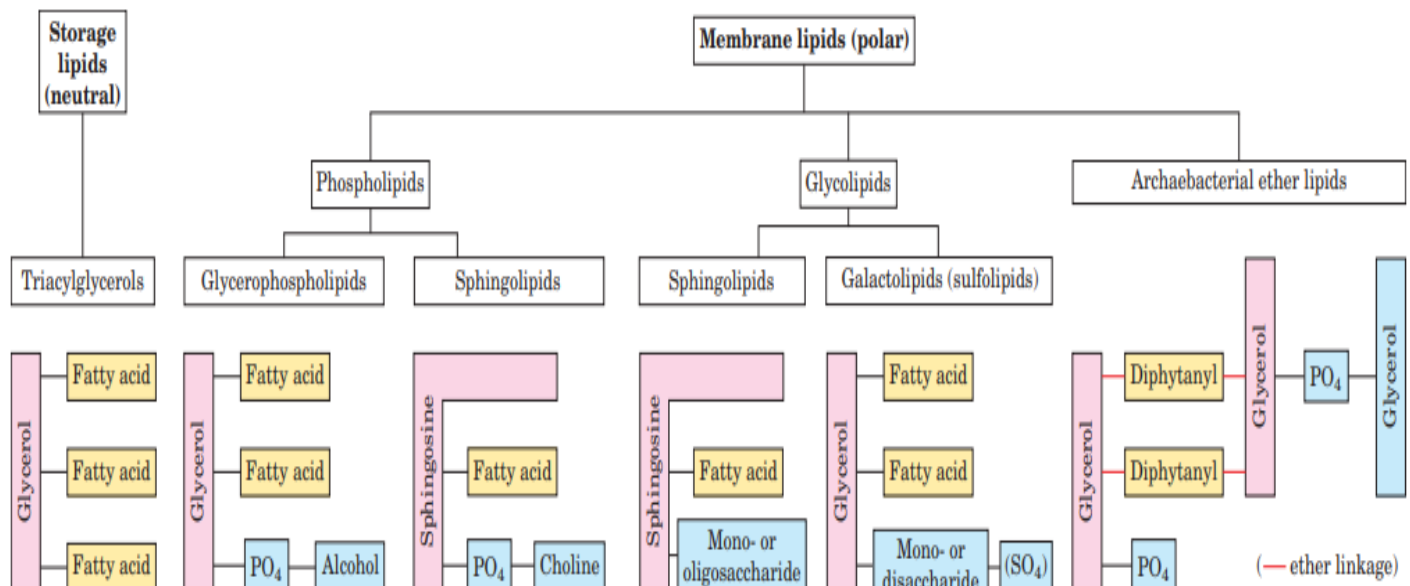 Storage
lipids
(neutral)
Membrane lipids (polar)
Phospholipids
Glycolipids
Archaebacterial ether lipids
Triacylglycerols
Glycerophospholipids
Sphingolipids
Sphingolipids
Galactolipids (sulfolipids)
Glycerol
Fatty acid
Fatty acid
Fatty acid
Glycerol
Fatty acid
Fatty acid
PO4
Alcohol
Sphingosine
Fatty acid
PO4
Choline
Sphingosine
Fatty acid
Mono- or
oligosaccharide
Glycerol
Fatty acid
Fatty acid
Mono- or
disaccharide
(SO4)
Glycerol
Diphytanyl
Diphytanyl
PO4
Glycerol
PO4
Glycerol
(— ether linkage)